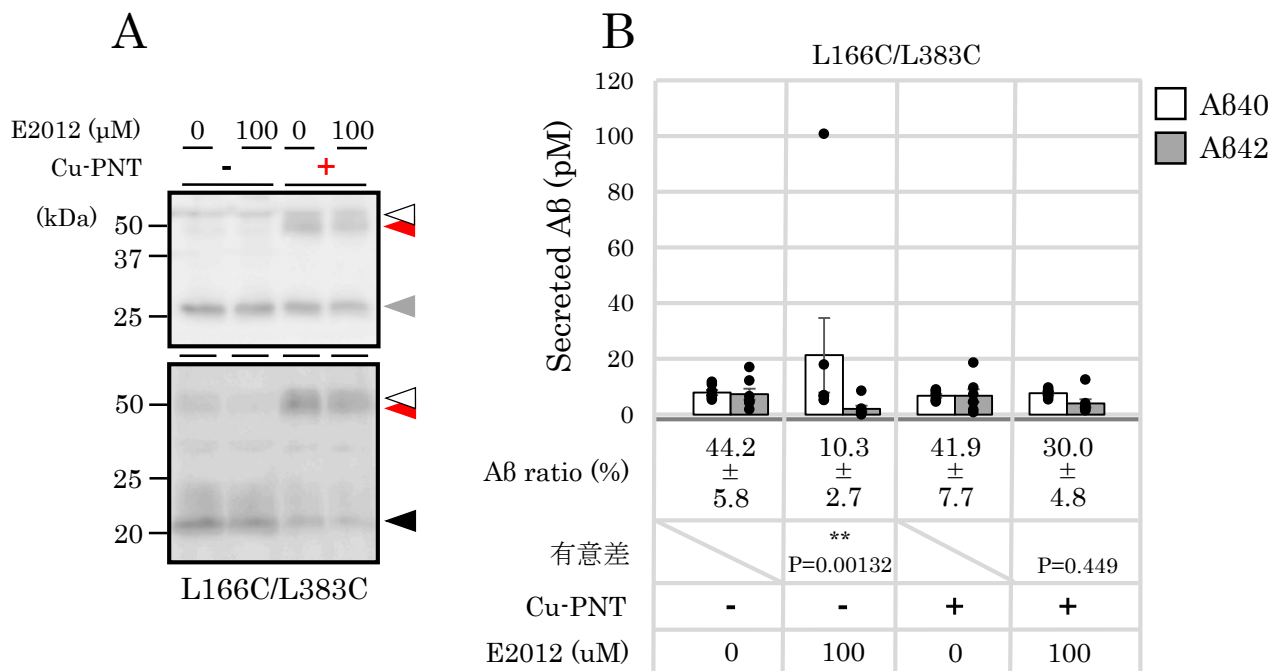 A
E2012 (µM) 0 100 0 100
Cu-PNT - +
(kDa)
50
37
25
50
25
20
L166C/L383C
B
L166C/L383C
Aβ40
Aβ42
Secreted Aβ (pM)
120
100
80
60
40
20
0
Aβ ratio (%) 44.2 ± 5.8 10.3 ± 2.7 41.9 ± 7.7 30.0 ± 4.8
有意差 ** P=0.00132 P=0.449
Cu-PNT - - + +
E2012 (uM) 0 100 0 100